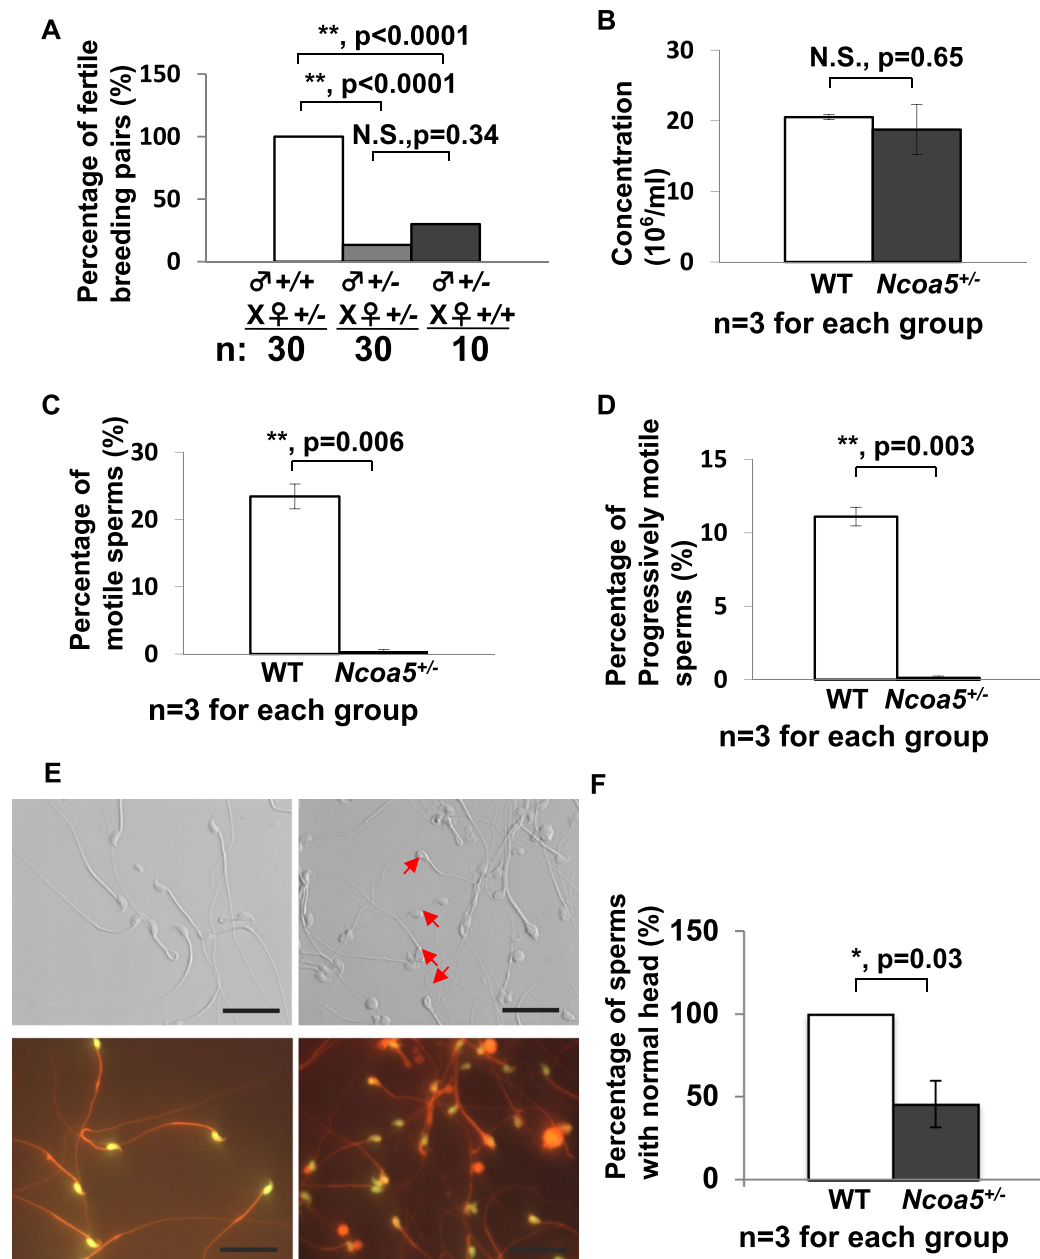 A
**, p<0.0001
**, p<0.0001
N.S.,p=0.34
Percentage of fertile
breeding pairs (%)
150
100
50
0
♂+/+ ♂+/- ♂+/-
X♀+/- X♀+/- X♀+/+
n: 30 30 10
B
N.S., p=0.65
Concentration
(10⁶/ml)
30
20
10
0
WT Ncoa5+/-
n=3 for each group
C
**, p=0.006
Percentage of
motile sperms (%)
30
20
10
0
WT Ncoa5+/-
n=3 for each group
D
**, p=0.003
Percentage of
Progressively motile
sperms (%)
15
10
5
0
WT Ncoa5+/-
n=3 for each group
E
F
*, p=0.03
Percentage of sperms
with normal head (%)
150
100
50
0
WT Ncoa5+/-
n=3 for each group